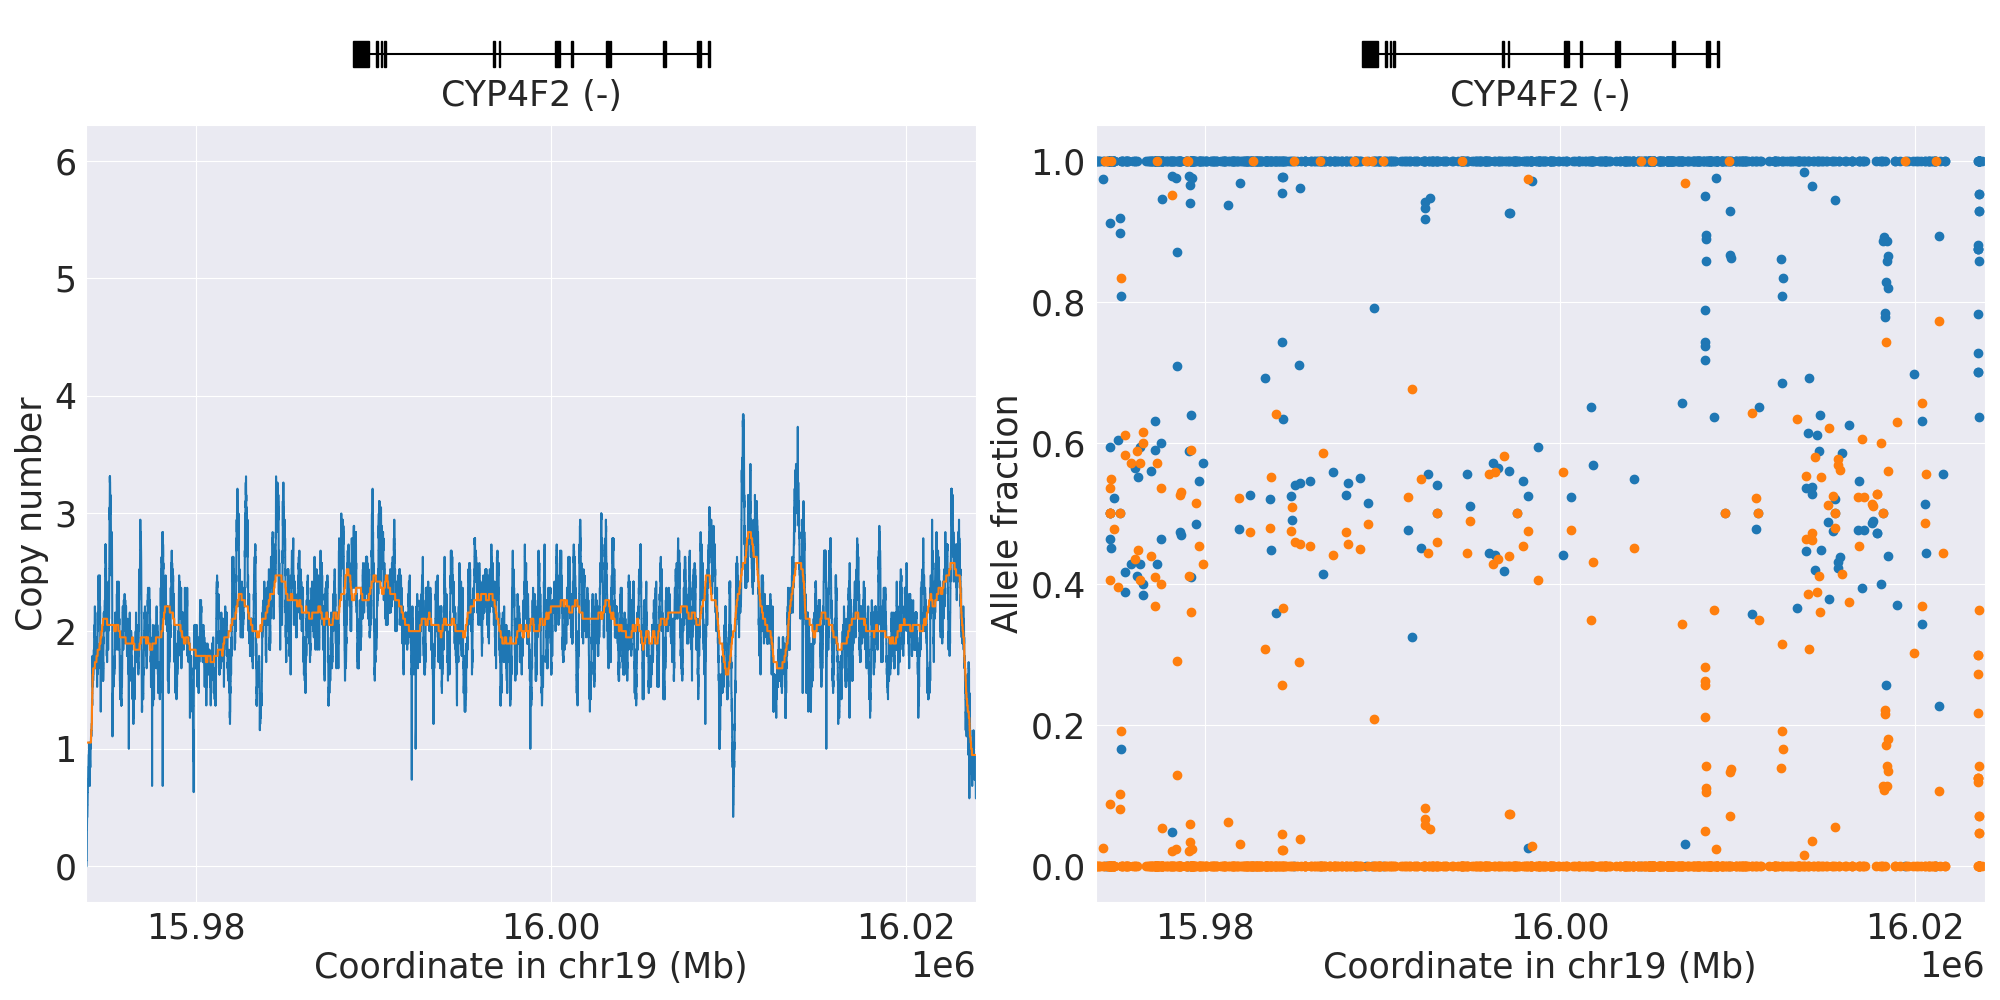 CYP4F2 (-)
6
5
4
3
2
1
0
Copy number
15.98
16.00
16.02
Coordinate in chr19 (Mb)
1e6
CYP4F2 (-)
1.0
0.8
0.6
0.4
0.2
0.0
Allele fraction
15.98
16.00
16.02
Coordinate in chr19 (Mb)
1e6